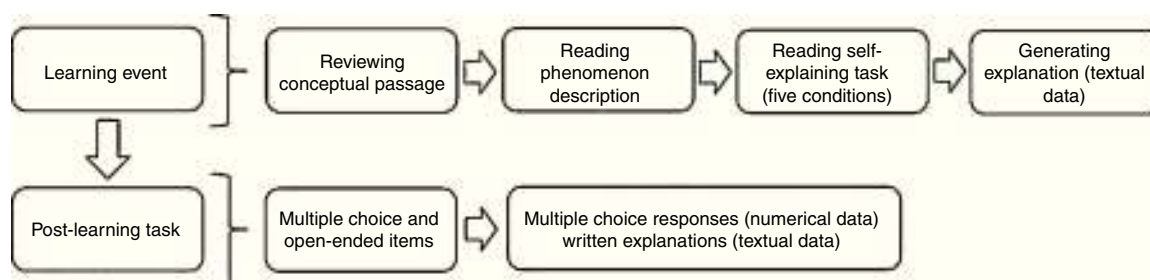 Learning event
Reviewing
conceptual passage
Reading
phenomenon
description
Reading self-
explaining task
(five conditions)
Generating
explanation (textual
data)
Post-learning task
Multiple choice and
open-ended items
Multiple choice responses (numerical data)
written explanations (textual data)